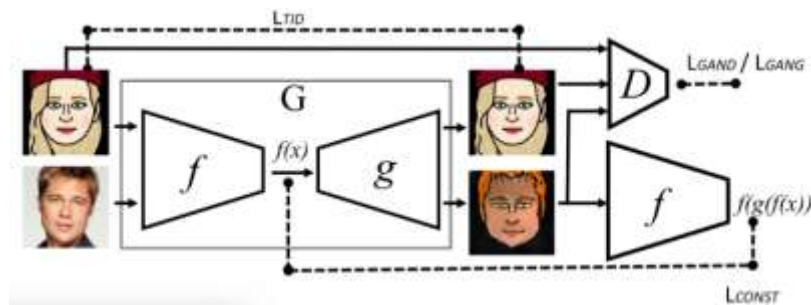 LTID
G
f
f(x)
g
D
LGAND / LGANG
f
f(g(f(x))
LCONST